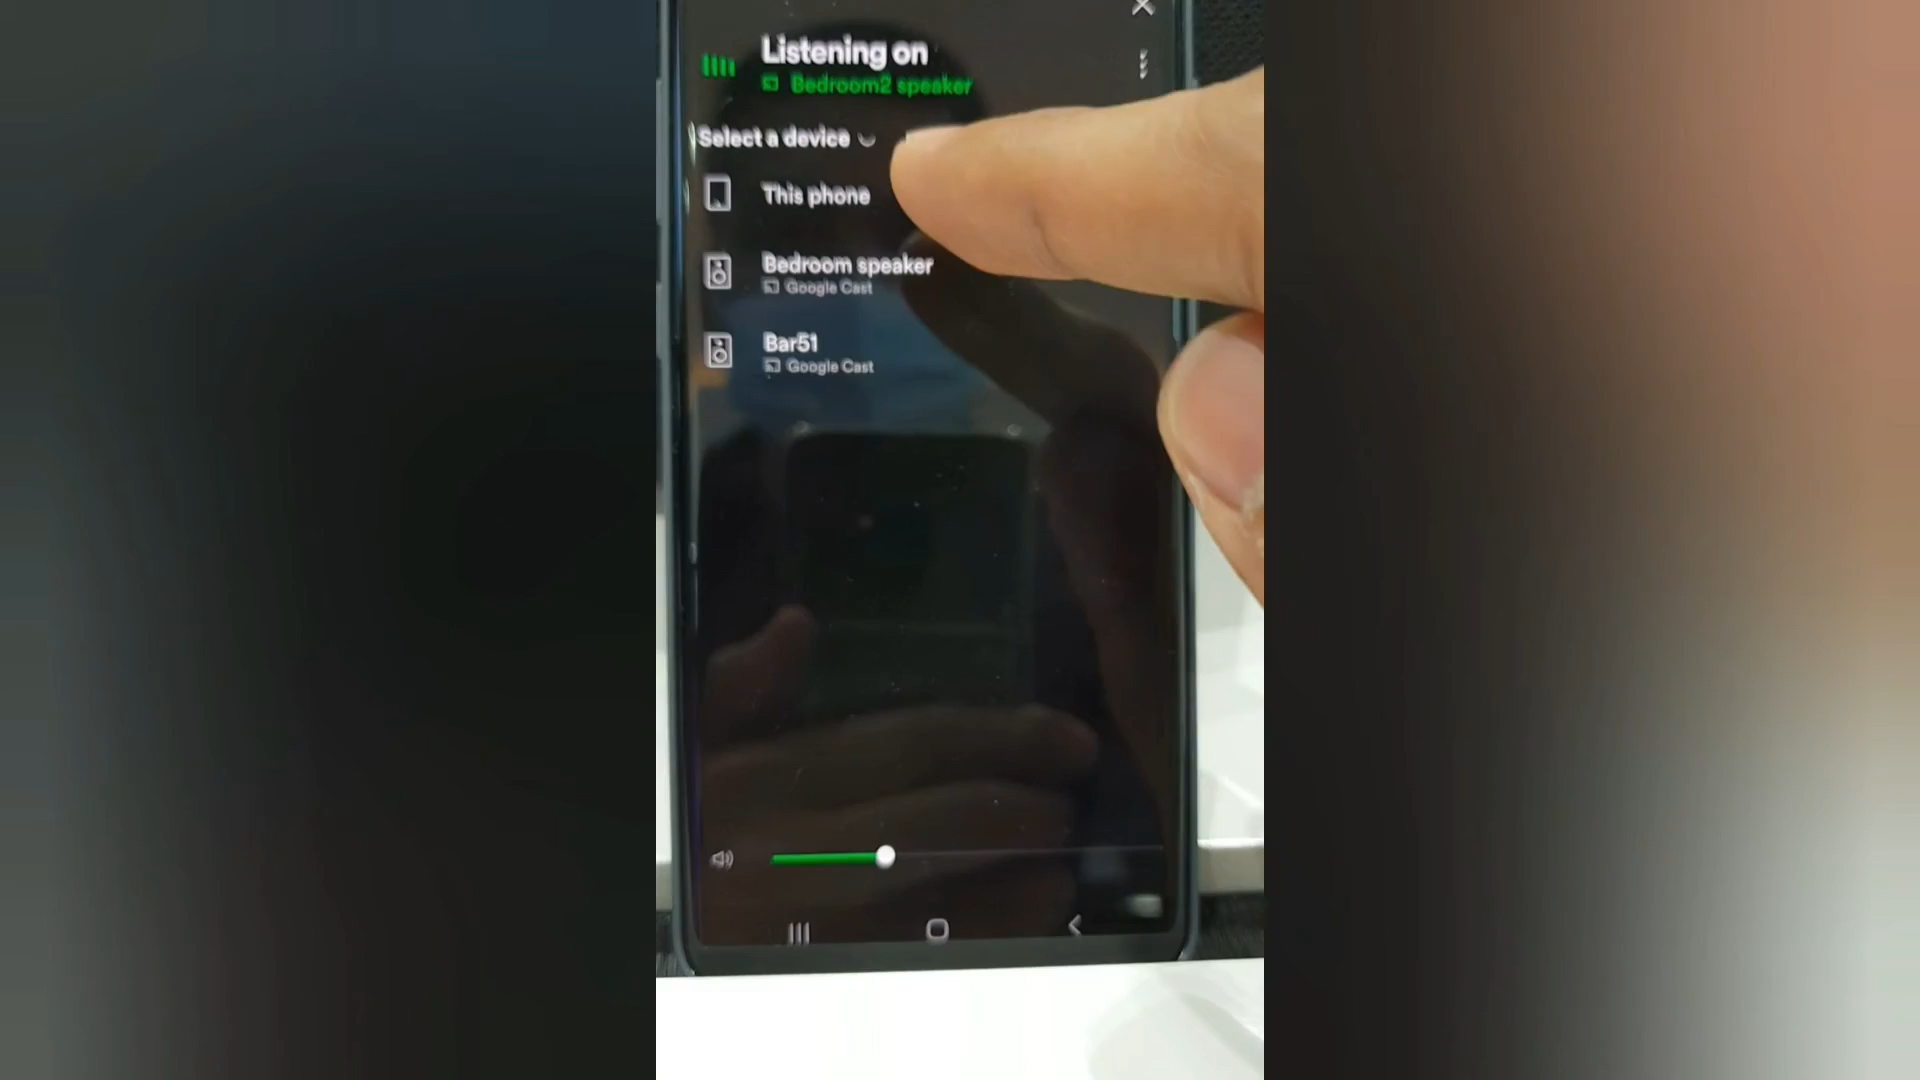 Listening on
Bedroom2 speaker
Select a device
This phone
Bedroom speaker
Google Cast
Bar51
Google Cast